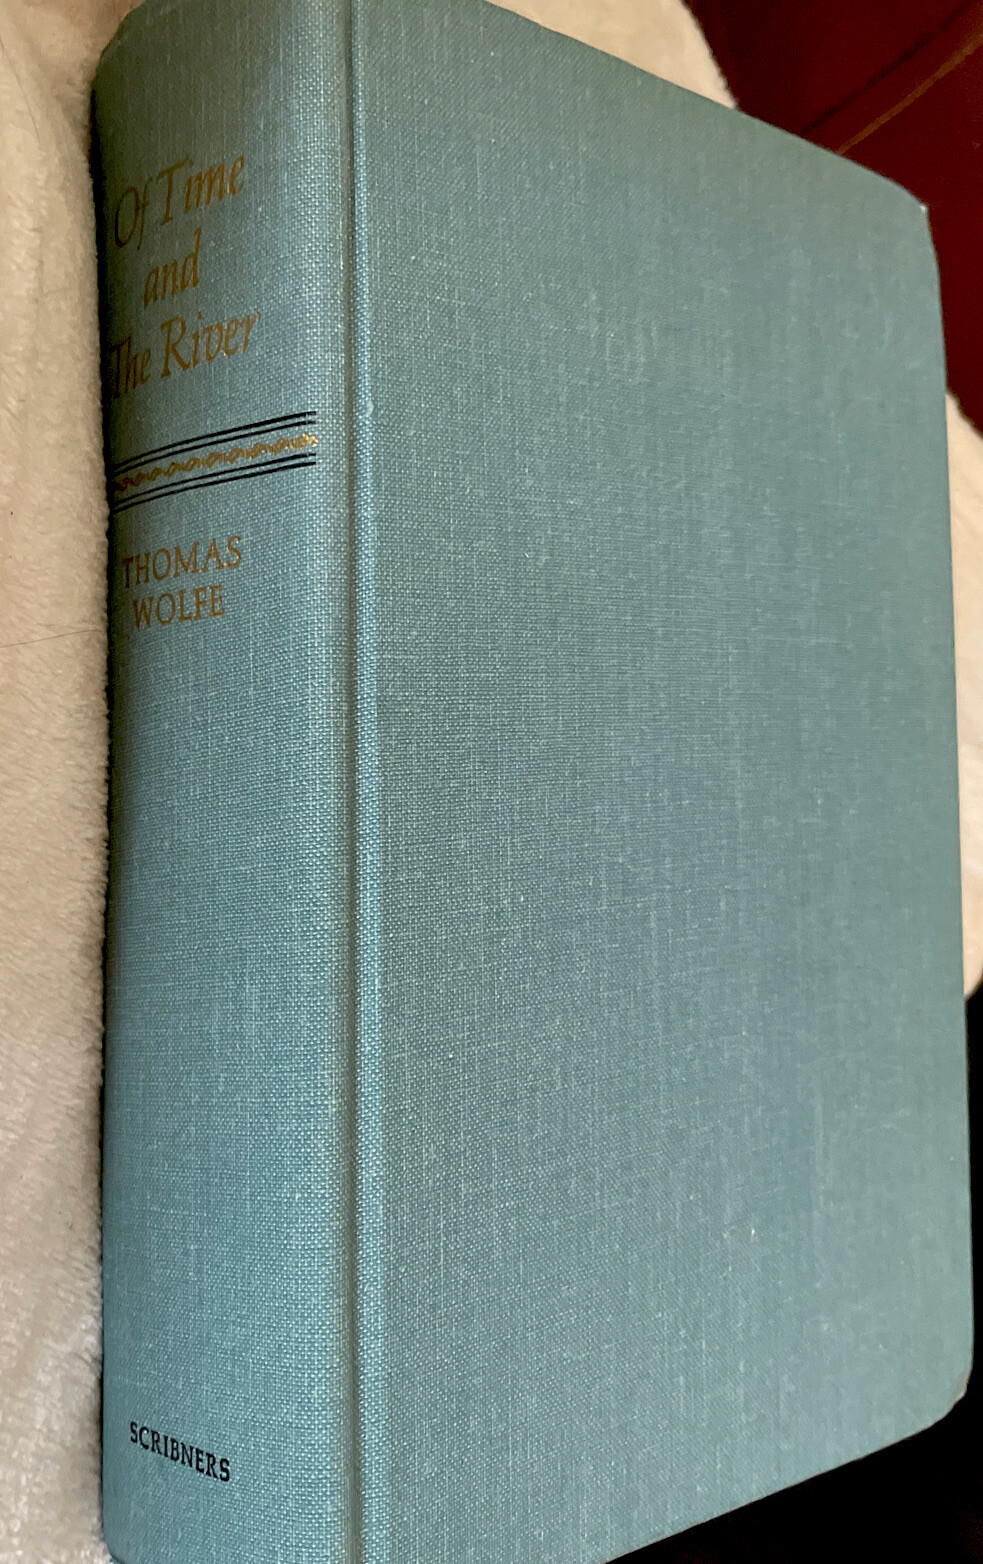 Of Time
and
The River
THOMAS
WOLFE
SCRIBNERS